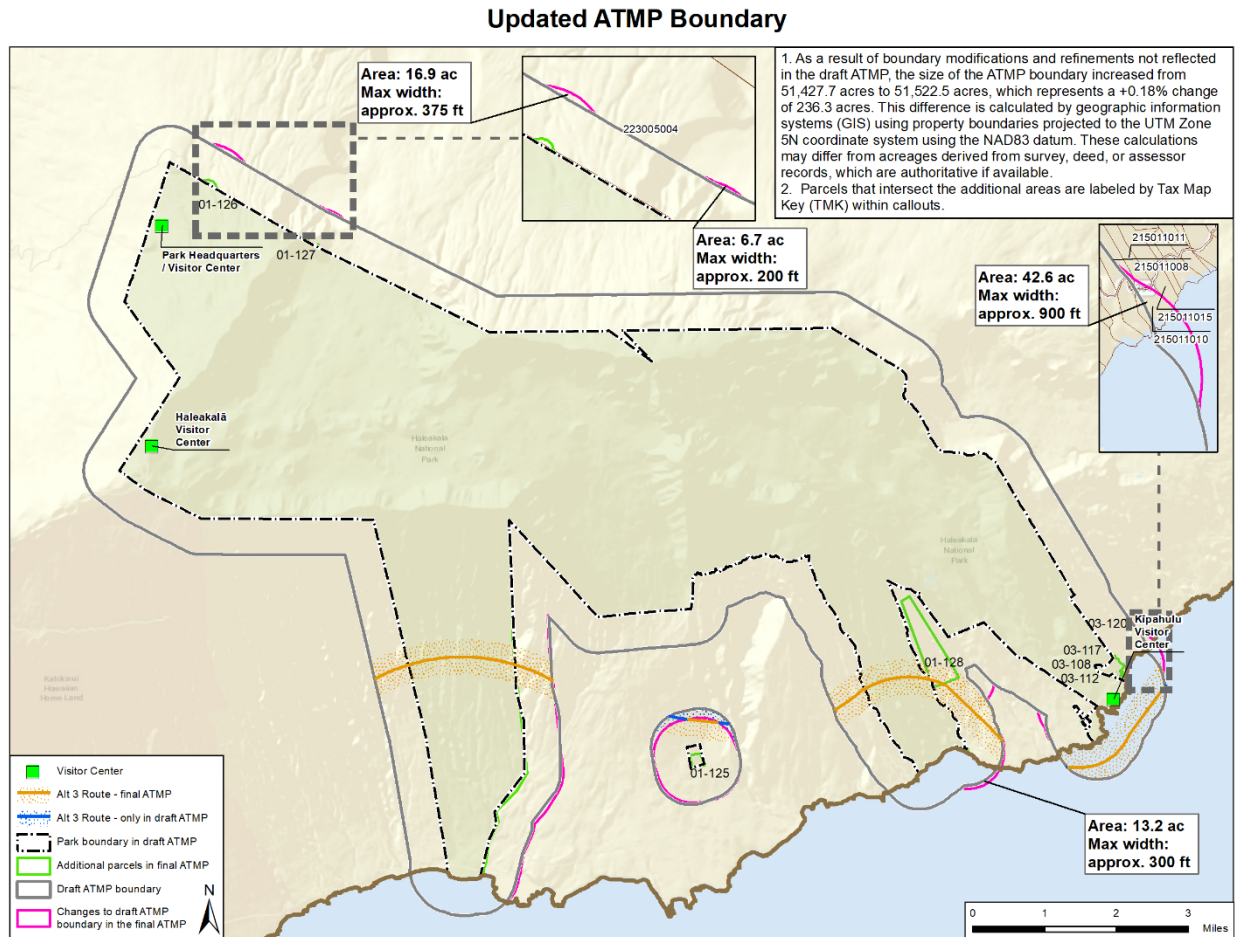 Updated ATMP Boundary
Area: 16.9 ac
Max width:
approx. 375 ft
223005004
1. As a result of boundary modifications and refinements not reflected
in the draft ATMP, the size of the ATMP boundary increased from
51,427.7 acres to 51,522.5 acres, which represents a +0.18% change
of 236.3 acres. This difference is calculated by geographic information
systems (GIS) using property boundaries projected to the UTM Zone
5N coordinate system using the NAD83 datum. These calculations
may differ from acreages derived from survey, deed, or assessor
records, which are authoritative if available.
2. Parcels that intersect the additional areas are labeled by Tax Map
Key (TMK) within callouts.
01-126
Park Headquarters
/ Visitor Center
01-127
Area: 6.7 ac
Max width:
approx. 200 ft
Area: 42.6 ac
Max width:
approx. 900 ft
215011011
215011008
215011015
215011010
Haleakalā
Visitor
Center
Haleakala
National
Park
Haleakala
National
Park
03-120
Kipahulu
Visitor
Center
03-117
03-108
03-112
01-128
Hawaiian
Home Land
01-125
Area: 13.2 ac
Max width:
approx. 300 ft
Visitor Center
Alt 3 Route - final ATMP
Alt 3 Route - only in draft ATMP
Park boundary in draft ATMP
Additional parcels in final ATMP
Draft ATMP boundary
Changes to draft ATMP
boundary in the final ATMP
N
0 1 2 3
Miles